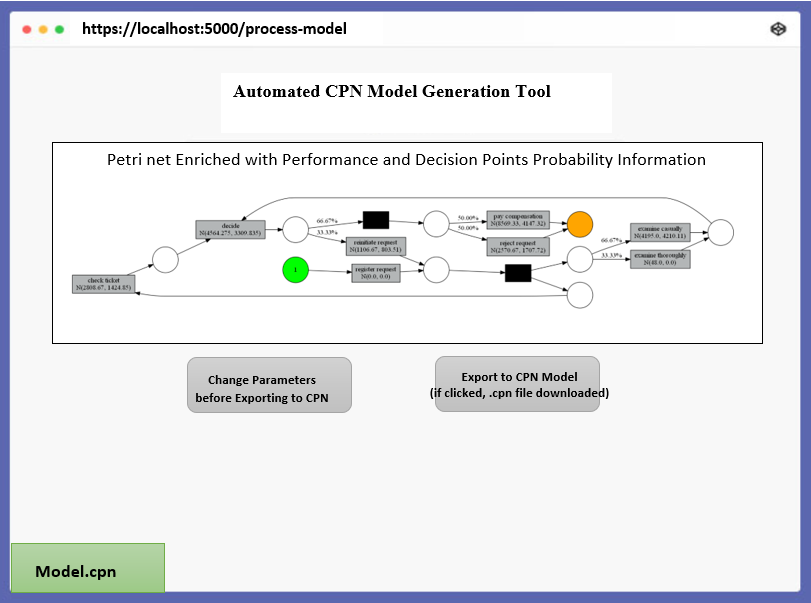 https://localhost:5000/process-model
Automated CPN Model Generation Tool
Petri net Enriched with Performance and Decision Points Probability Information
decide
N(4564.275, 3309.835)
66.67%
33.33%
reinitiate request
N(1106.67, 803.51)
50.00%
50.00%
pay compensation
N(8569.33, 4147.32)
reject request
N(2570.67, 1707.72)
66.67%
33.33%
examine casually
N(4195.0, 4210.11)
examine thoroughly
N(48.0, 0.0)
1
register request
N(0.0, 0.0)
check ticket
N(2808.67, 1424.85)
Change Parameters
before Exporting to CPN
Export to CPN Model
(if clicked, .cpn file downloaded)
Model.cpn